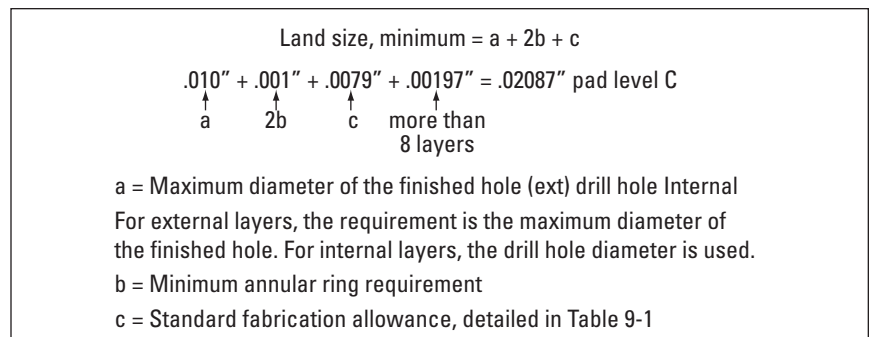 Land size, minimum = a + 2b + c
.010″ + .001″ + .0079″ + .00197″ = .02087″ pad level C
a 2b c more than
8 layers
a = Maximum diameter of the finished hole (ext) drill hole Internal
For external layers, the requirement is the maximum diameter of
the finished hole. For internal layers, the drill hole diameter is used.
b = Minimum annular ring requirement
c = Standard fabrication allowance, detailed in Table 9-1